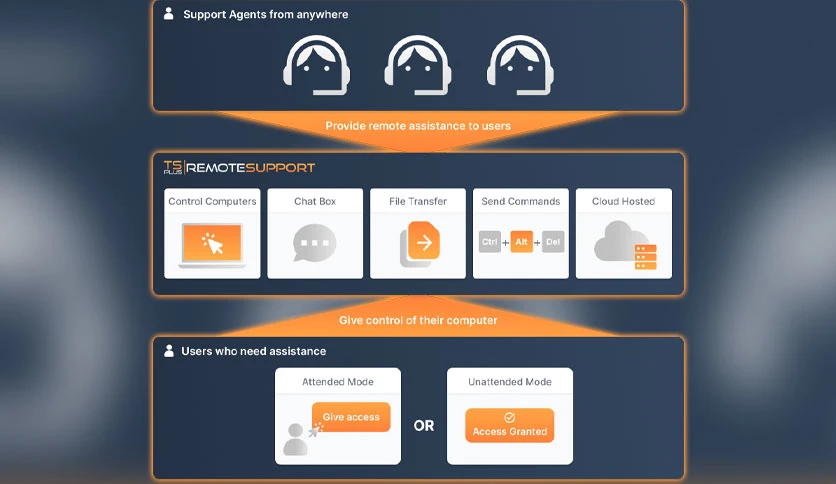 Support Agents from anywhere
Provide remote assistance to users
TS PLUS REMOTESUPPORT
Control Computers
Chat Box
File Transfer
Send Commands
Cloud Hosted
Ctrl + Alt + Del
Give control of their computer
Users who need assistance
Attended Mode
Unattended Mode
Give access
OR
Access Granted